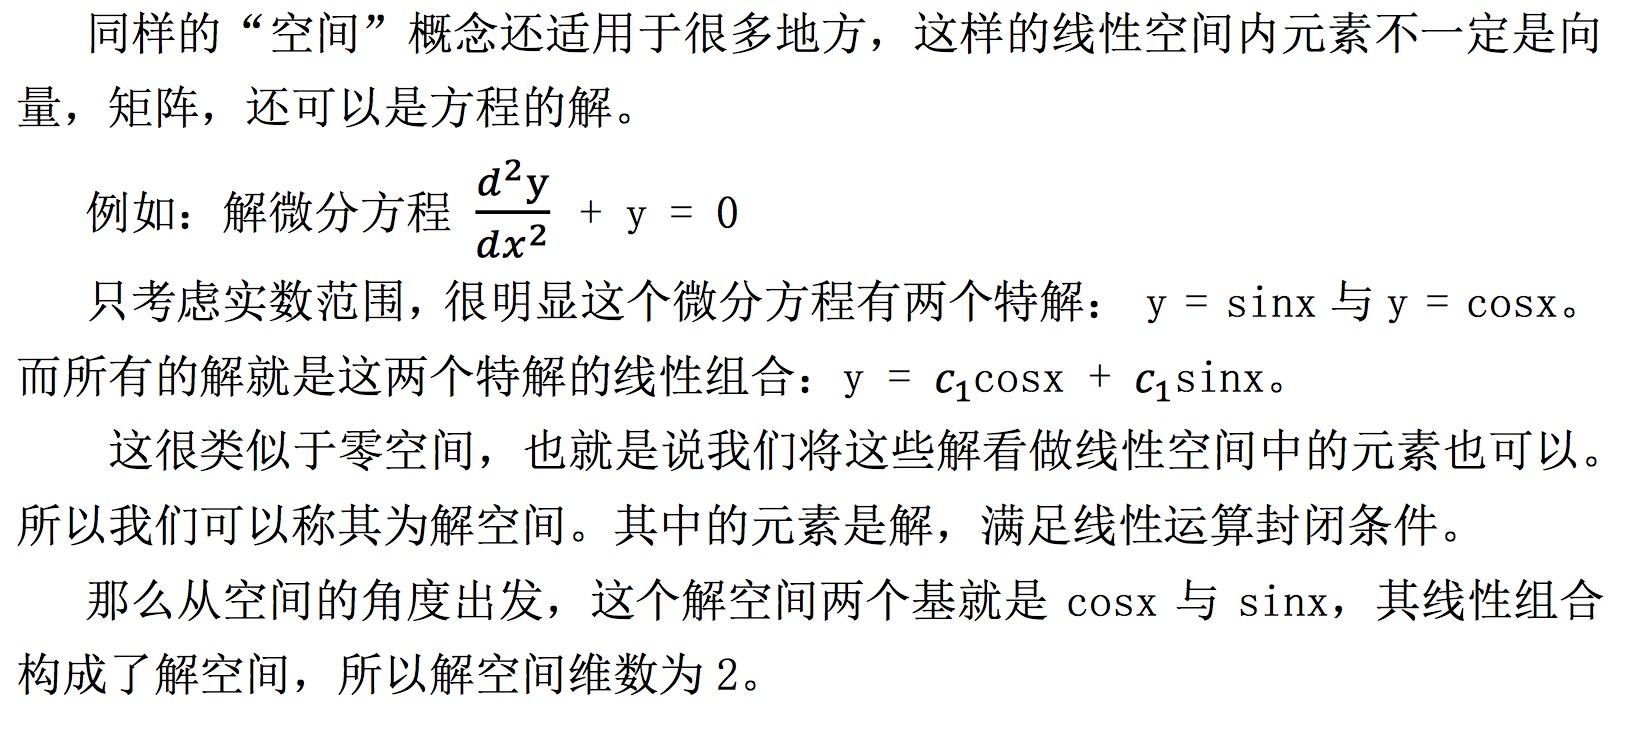 同样的“空间”概念还适用于很多地方，这样的线性空间内元素不一定是向
量，矩阵，还可以是方程的解。
例如：解微分方程 \frac{d^2y}{dx^2} + y = 0
只考虑实数范围，很明显这个微分方程有两个特解： y = sinx 与 y = cosx。
而所有的解就是这两个特解的线性组合：y = c₁cosx + c₁sinx。
这很类似于零空间，也就是说我们将这些解看做线性空间中的元素也可以。
所以我们可以称其为解空间。其中的元素是解，满足线性运算封闭条件。
那么从空间的角度出发，这个解空间两个基就是 cosx 与 sinx，其线性组合
构成了解空间，所以解空间维数为 2。